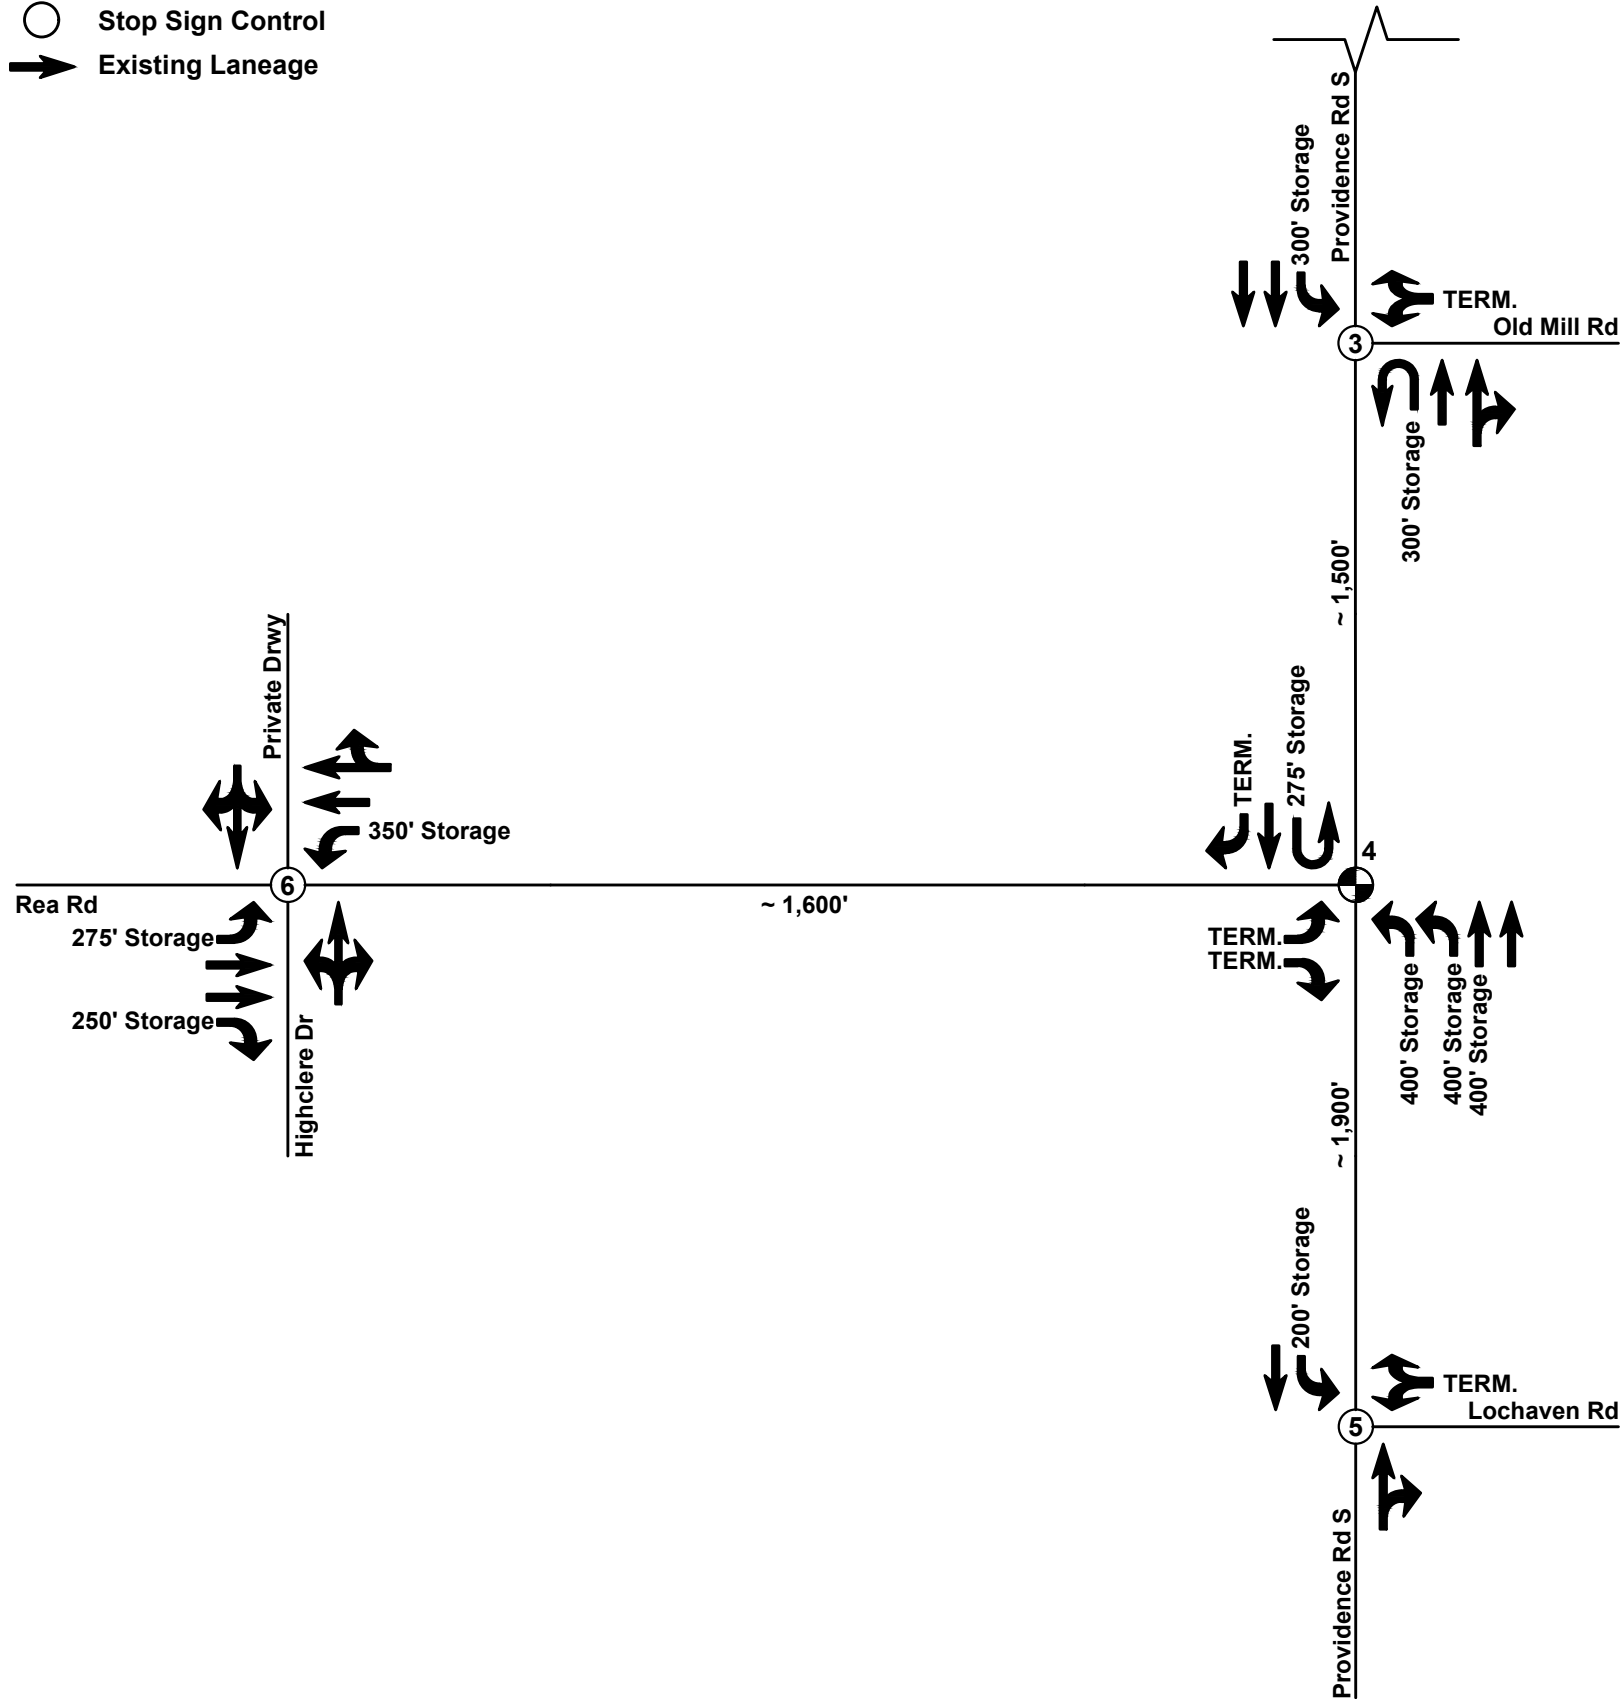 Stop Sign Control
Existing Laneage
Providence Rd S
300' Storage
TERM.
Old Mill Rd
3
300' Storage
~ 1,500'
Private Drwy
350' Storage
TERM.
275' Storage
4
6
Rea Rd
~ 1,600'
275' Storage
250' Storage
Highclere Dr
TERM.
TERM.
400' Storage
400' Storage
400' Storage
~ 1,900'
200' Storage
TERM.
Lochaven Rd
5
Providence Rd S